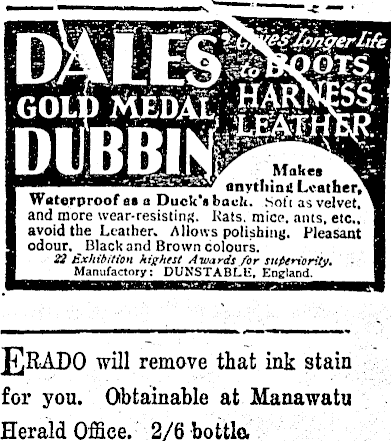 DALES
GOLD MEDAL
DUBBIN
Gives Longer Life
to BOOTS,
HARNESS,
LEATHER
Makes
anything Leather,
Waterproof as a Duck's back. Soft as velvet,
and more wear-resisting. Rats, mice, ants, etc.,
avoid the Leather. Allows polishing. Pleasant
odour. Black and Brown colours.
22 Exhibition highest Awards for superiority.
Manufactory: DUNSTABLE, England.
ERADO will remove that ink stain
for you. Obtainable at Manawatu
Herald Office. 2/6 bottle.